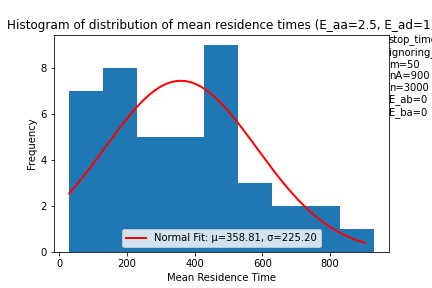 Histogram of distribution of mean residence times (E_aa=2.5, E_ad=1
stop_time
ignoring_
m=50
nA=900
n=3000
E_ab=0
E_ba=0
Frequency
8
6
4
2
0
Normal Fit: μ=358.81, σ=225.20
0 200 400 600 800
Mean Residence Time